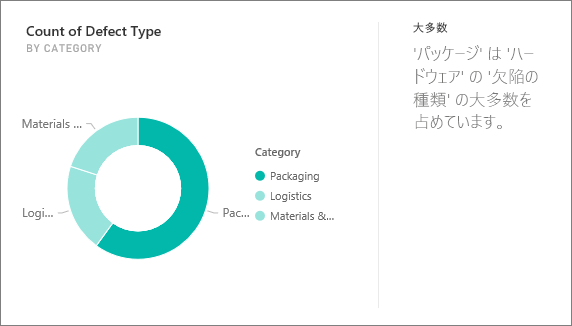 Count of Defect Type
BY CATEGORY
Materials ...
Logi...
Pac...
Category
Packaging
Logistics
Materials &...
大多数
'パッケージ' は 'ハー
ドウェア' の '欠陥の
種類' の大多数を
占めています。